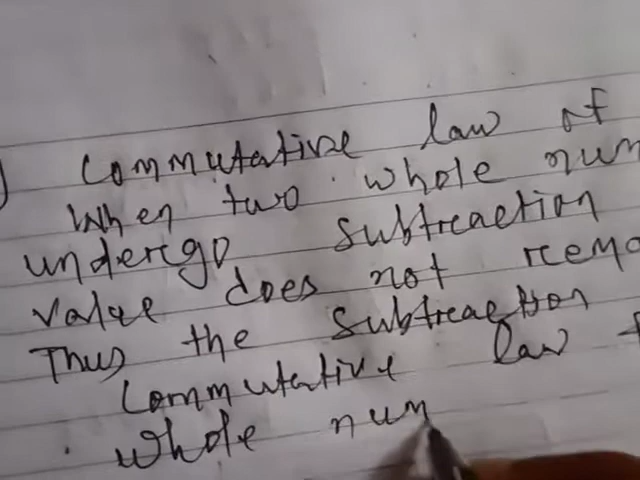 ) Commutative law of
When two whole num
undergo subtraction
value does not rema
Thus the subtraction
Commutative law f
whole num